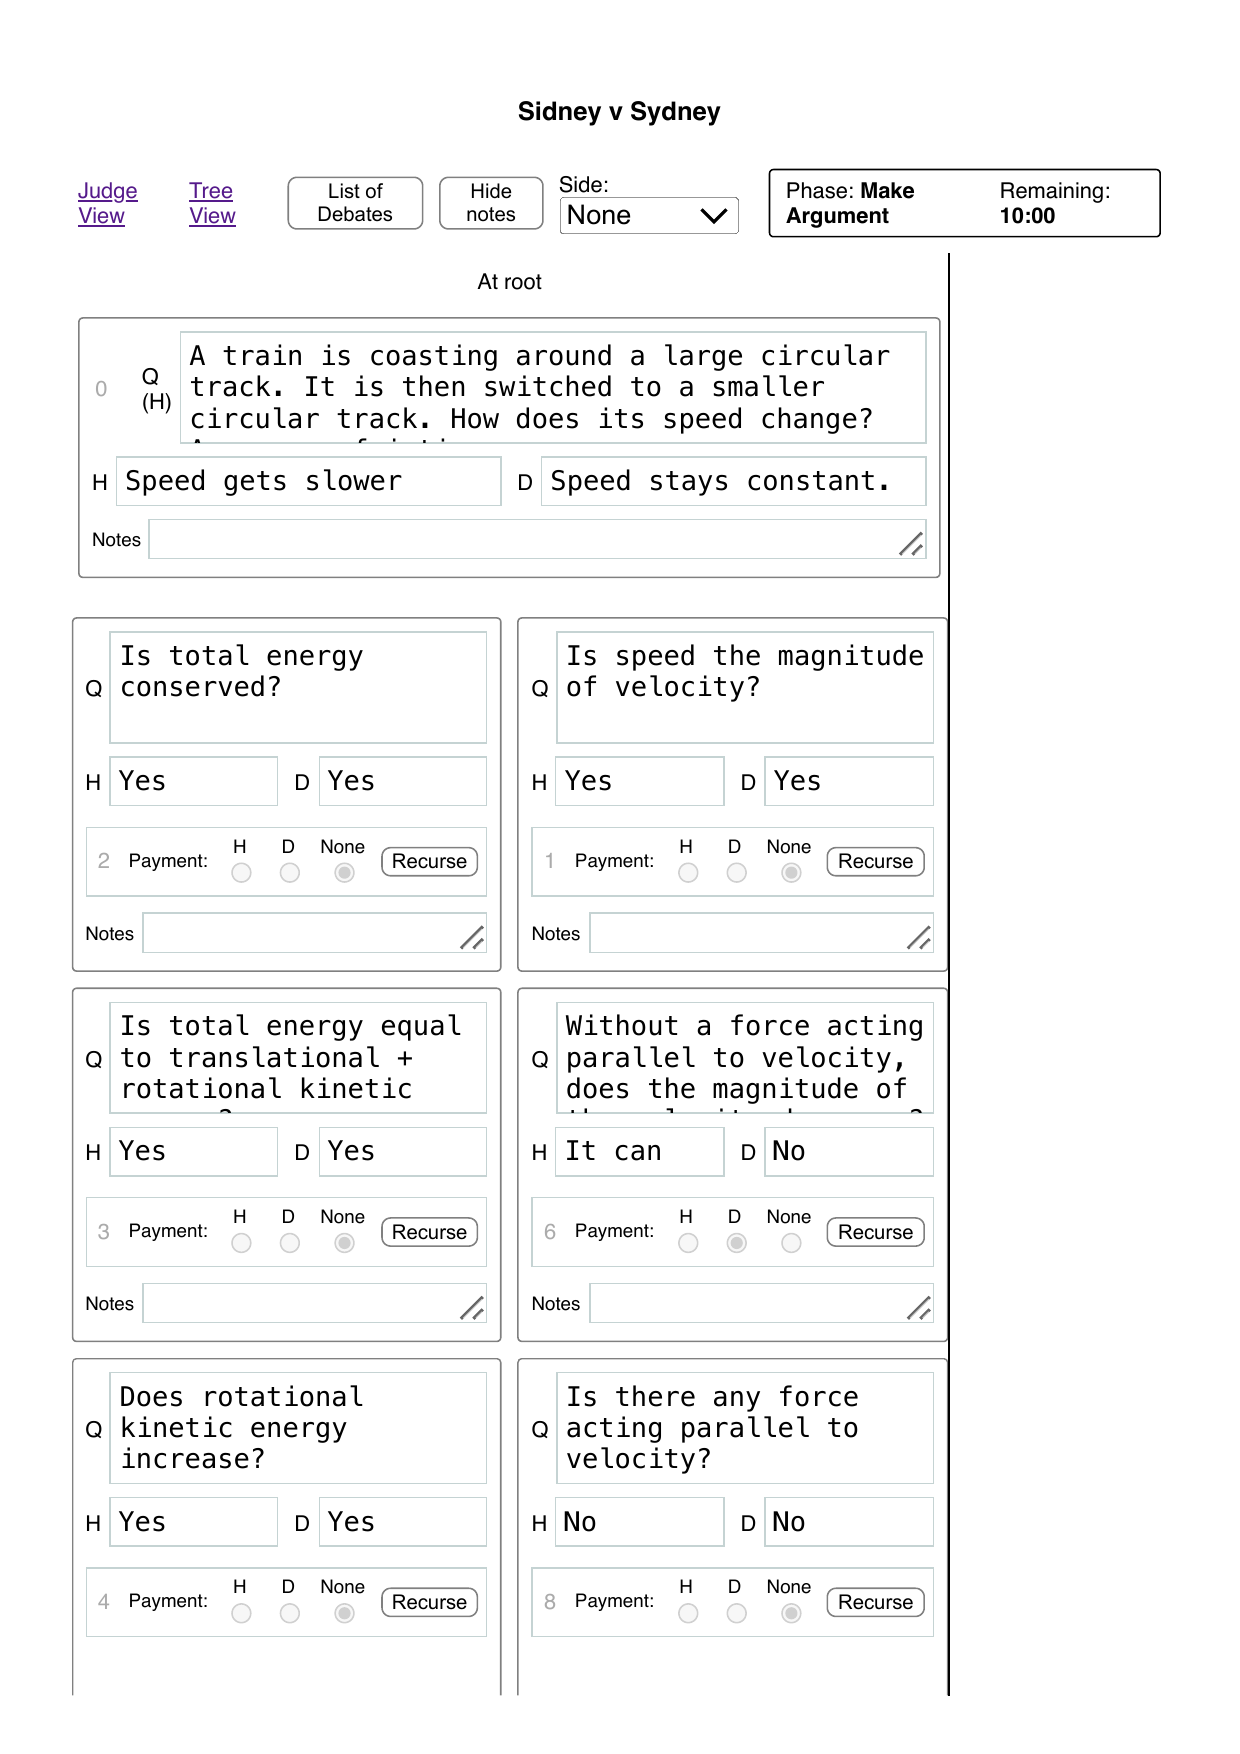 Sidney v Sydney
Judge View
Tree View
List of Debates
Hide notes
Side:
None
Phase: Make Argument
Remaining: 10:00
At root
0
Q (H)
A train is coasting around a large circular
track. It is then switched to a smaller
circular track. How does its speed change?
H Speed gets slower
D Speed stays constant.
Notes
Q
Is total energy
conserved?
H Yes D Yes
2 Payment: H D None Recurse
Notes
Q
Is speed the magnitude
of velocity?
H Yes D Yes
1 Payment: H D None Recurse
Notes
Q
Is total energy equal
to translational +
rotational kinetic
H Yes D Yes
3 Payment: H D None Recurse
Notes
Q
Without a force acting
parallel to velocity,
does the magnitude of
H It can D No
6 Payment: H D None Recurse
Notes
Q
Does rotational
kinetic energy
increase?
H Yes D Yes
4 Payment: H D None Recurse
Q
Is there any force
acting parallel to
velocity?
H No D No
8 Payment: H D None Recurse